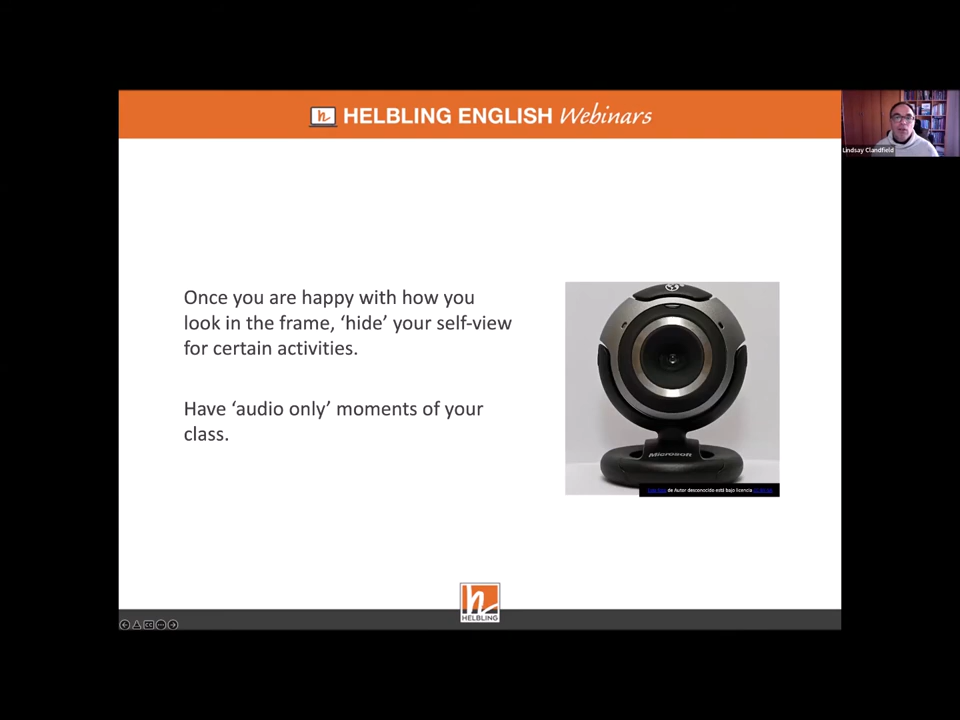 HELBLING ENGLISH Webinars
Lindsay Clandfield
Once you are happy with how you
look in the frame, ‘hide’ your self-view
for certain activities.
Have ‘audio only’ moments of your
class.
Microsoft
de Autor desconocido está bajo licencia
HELBLING